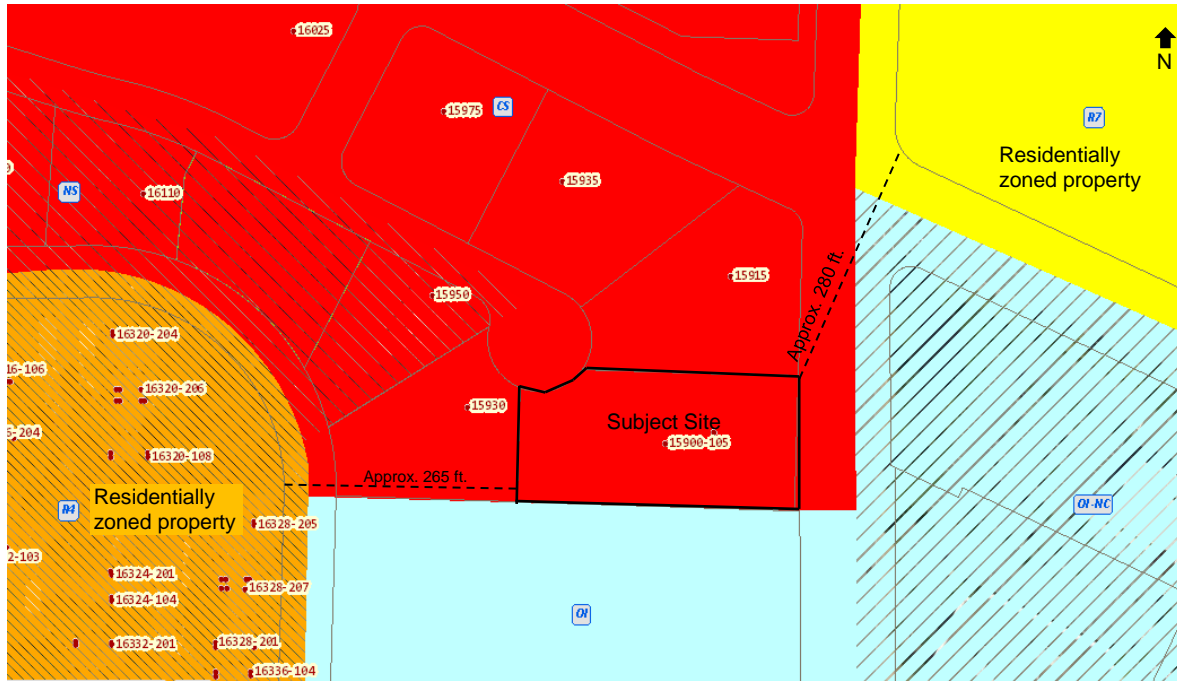 16025
N
15975
CS
R7
Residentially
zoned property
15935
NS
16110
15915
Approx. 280 ft.
15950
16320-204
16-106
16320-206
15930
Subject Site
6-204
15900-105
16320-108
Approx. 265 ft.
Residentially
zoned property
R4
OI-NC
16328-205
2-103
16324-201
16328-207
16324-104
OI
16332-201
16328-201
16336-104